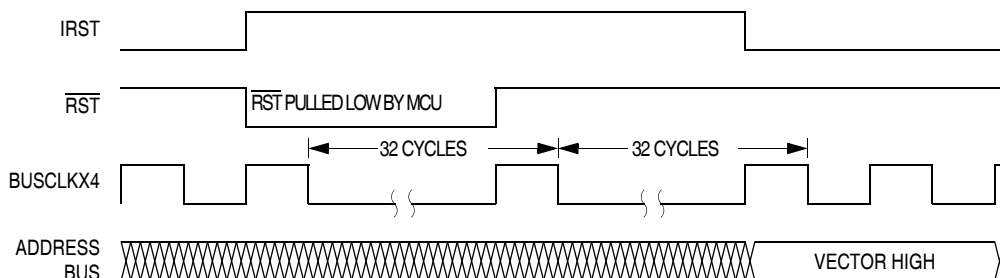 IRST
RST
RST PULLED LOW BY MCU
32 CYCLES
32 CYCLES
BUSCLKX4
ADDRESS
BUS
VECTOR HIGH